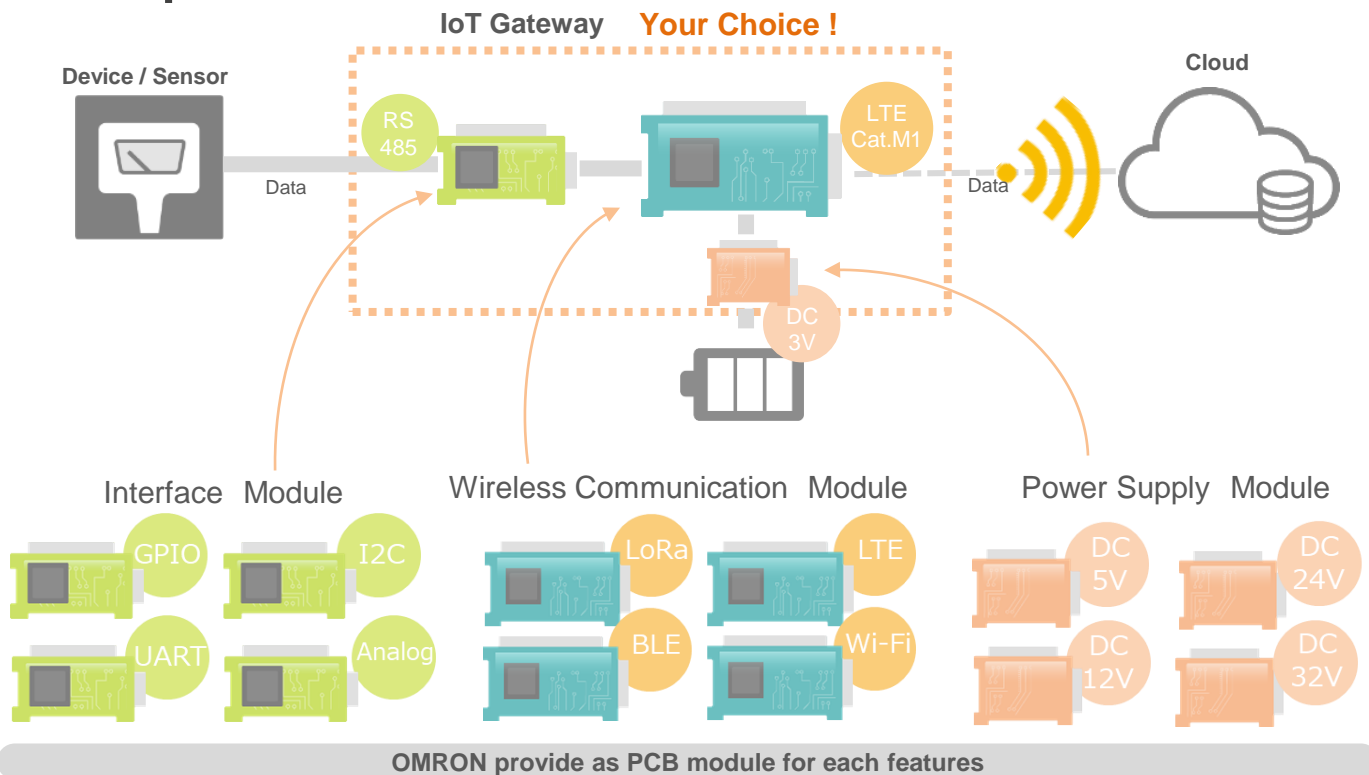 IoT Gateway Your Choice !
Device / Sensor
Cloud
RS
485
LTE
Cat.M1
Data
Data
DC
3V
Interface Module
Wireless Communication Module
Power Supply Module
GPIO
I2C
LoRa
LTE
DC
5V
DC
24V
UART
Analog
BLE
Wi-Fi
DC
12V
DC
32V
OMRON provide as PCB module for each features